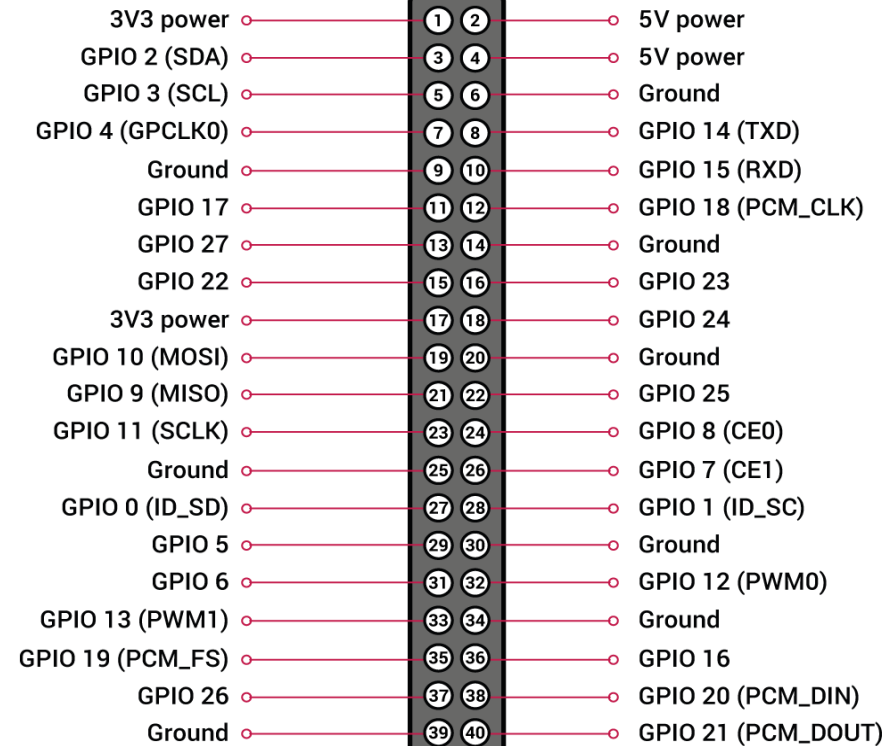 3V3 power 1 2 5V power
GPIO 2 (SDA) 3 4 5V power
GPIO 3 (SCL) 5 6 Ground
GPIO 4 (GPCLK0) 7 8 GPIO 14 (TXD)
Ground 9 10 GPIO 15 (RXD)
GPIO 17 11 12 GPIO 18 (PCM_CLK)
GPIO 27 13 14 Ground
GPIO 22 15 16 GPIO 23
3V3 power 17 18 GPIO 24
GPIO 10 (MOSI) 19 20 Ground
GPIO 9 (MISO) 21 22 GPIO 25
GPIO 11 (SCLK) 23 24 GPIO 8 (CE0)
Ground 25 26 GPIO 7 (CE1)
GPIO 0 (ID_SD) 27 28 GPIO 1 (ID_SC)
GPIO 5 29 30 Ground
GPIO 6 31 32 GPIO 12 (PWM0)
GPIO 13 (PWM1) 33 34 Ground
GPIO 19 (PCM_FS) 35 36 GPIO 16
GPIO 26 37 38 GPIO 20 (PCM_DIN)
Ground 39 40 GPIO 21 (PCM_DOUT)